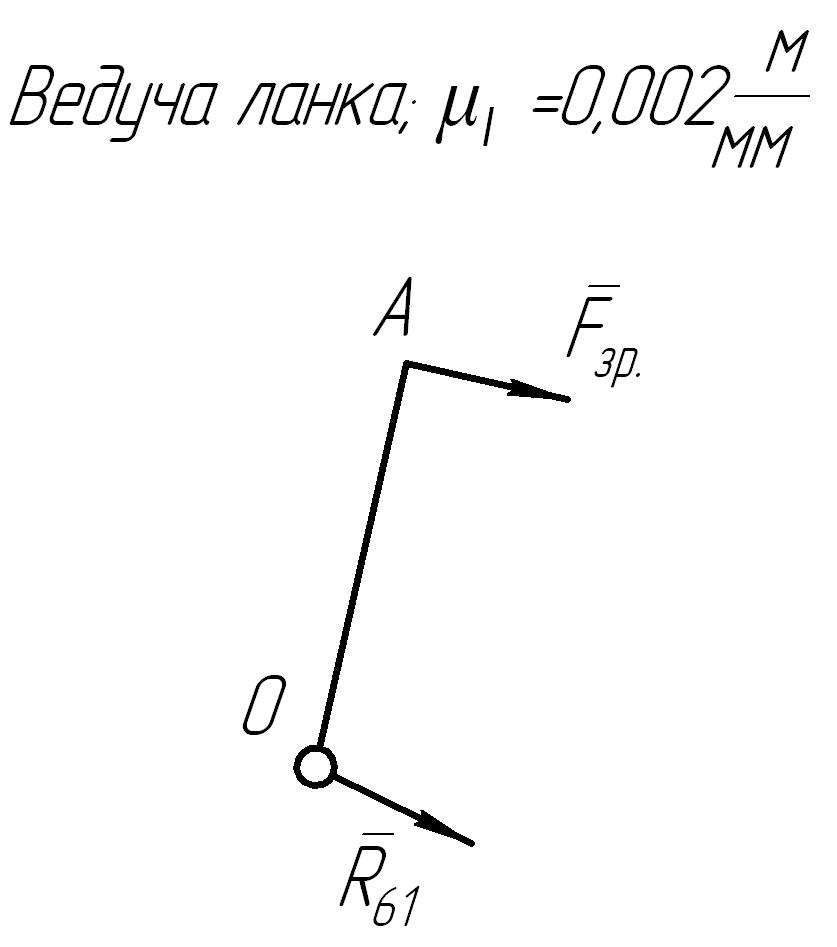 Ведуча ланка; μl =0,002 м/мм
A
F̅зр.
O
R̅61